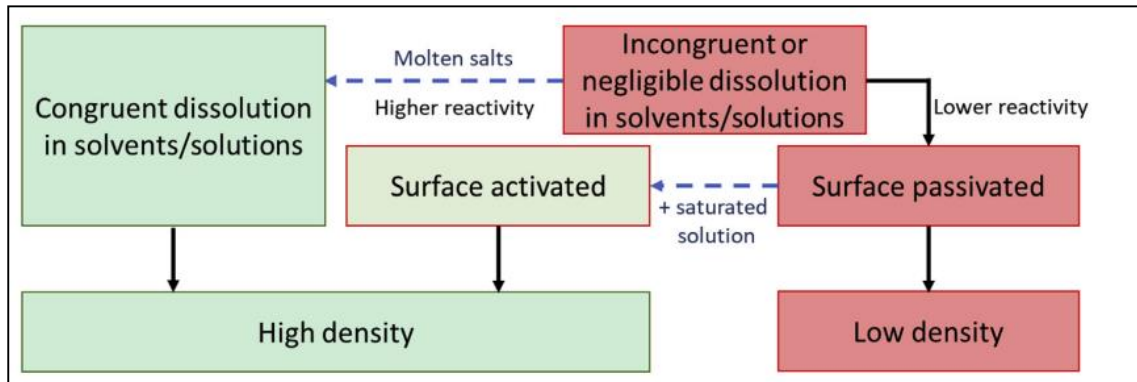 Congruent dissolution
in solvents/solutions
Molten salts
Higher reactivity
Incongruent or
negligible dissolution
in solvents/solutions
Lower reactivity
Surface activated
+ saturated
solution
Surface passivated
High density
Low density